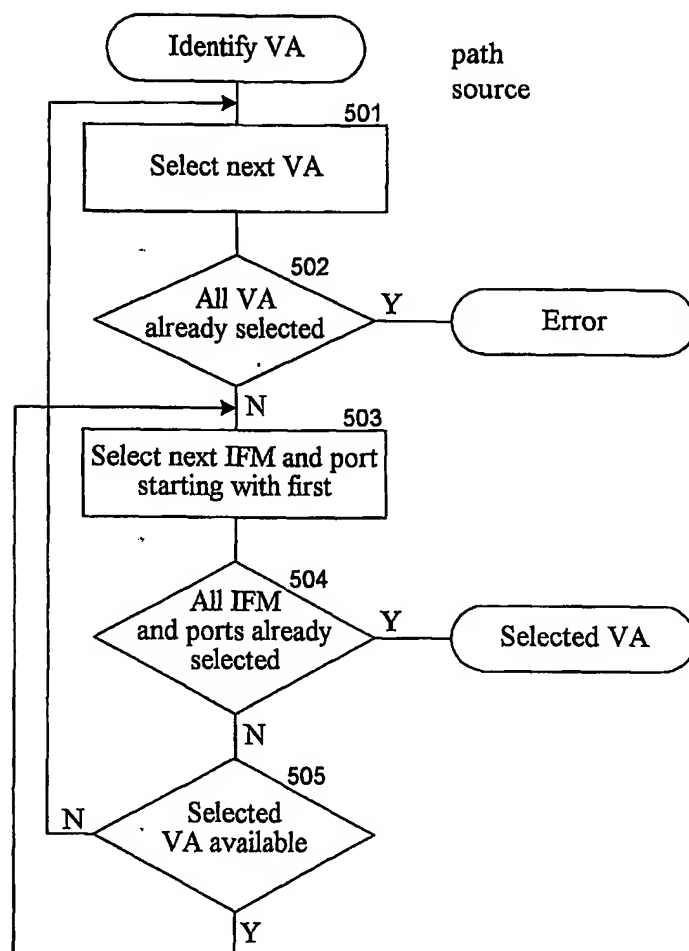 Identify VA
path
source
501
Select next VA
502
All VA
already selected
Y
Error
N
503
Select next IFM and port
starting with first
504
All IFM
and ports already
selected
Y
Selected VA
N
505
N
Selected
VA available
Y